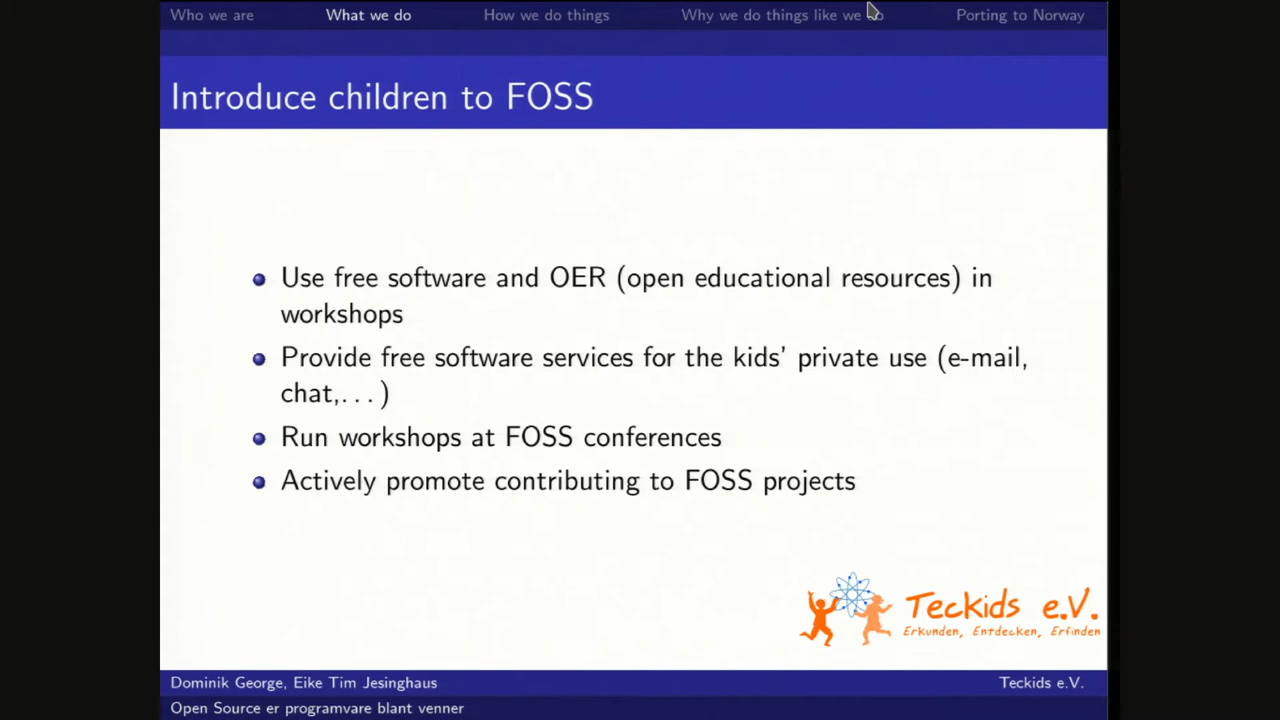 Who we are
What we do
How we do things
Why we do things like we do
Porting to Norway
Introduce children to FOSS
Use free software and OER (open educational resources) in
workshops
Provide free software services for the kids' private use (e-mail,
chat,...)
Run workshops at FOSS conferences
Actively promote contributing to FOSS projects
Teckids e.V.
Erkunden, Entdecken, Erfinden
Dominik George, Eike Tim Jesinghaus
Teckids e.V.
Open Source er programvare blant venner